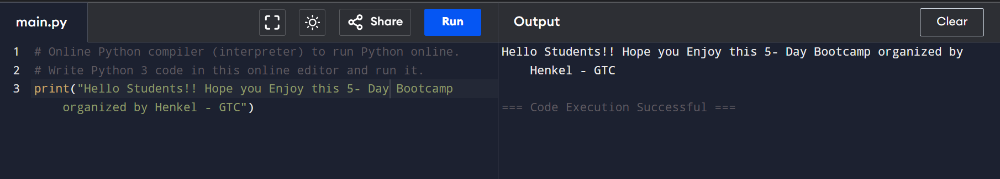 main.py
Share
Run
Output
Clear
1 # Online Python compiler (interpreter) to run Python online.
2 # Write Python 3 code in this online editor and run it.
3 print("Hello Students!! Hope you Enjoy this 5- Day Bootcamp
organized by Henkel - GTC")
Hello Students!! Hope you Enjoy this 5- Day Bootcamp organized by
Henkel - GTC
=== Code Execution Successful ===